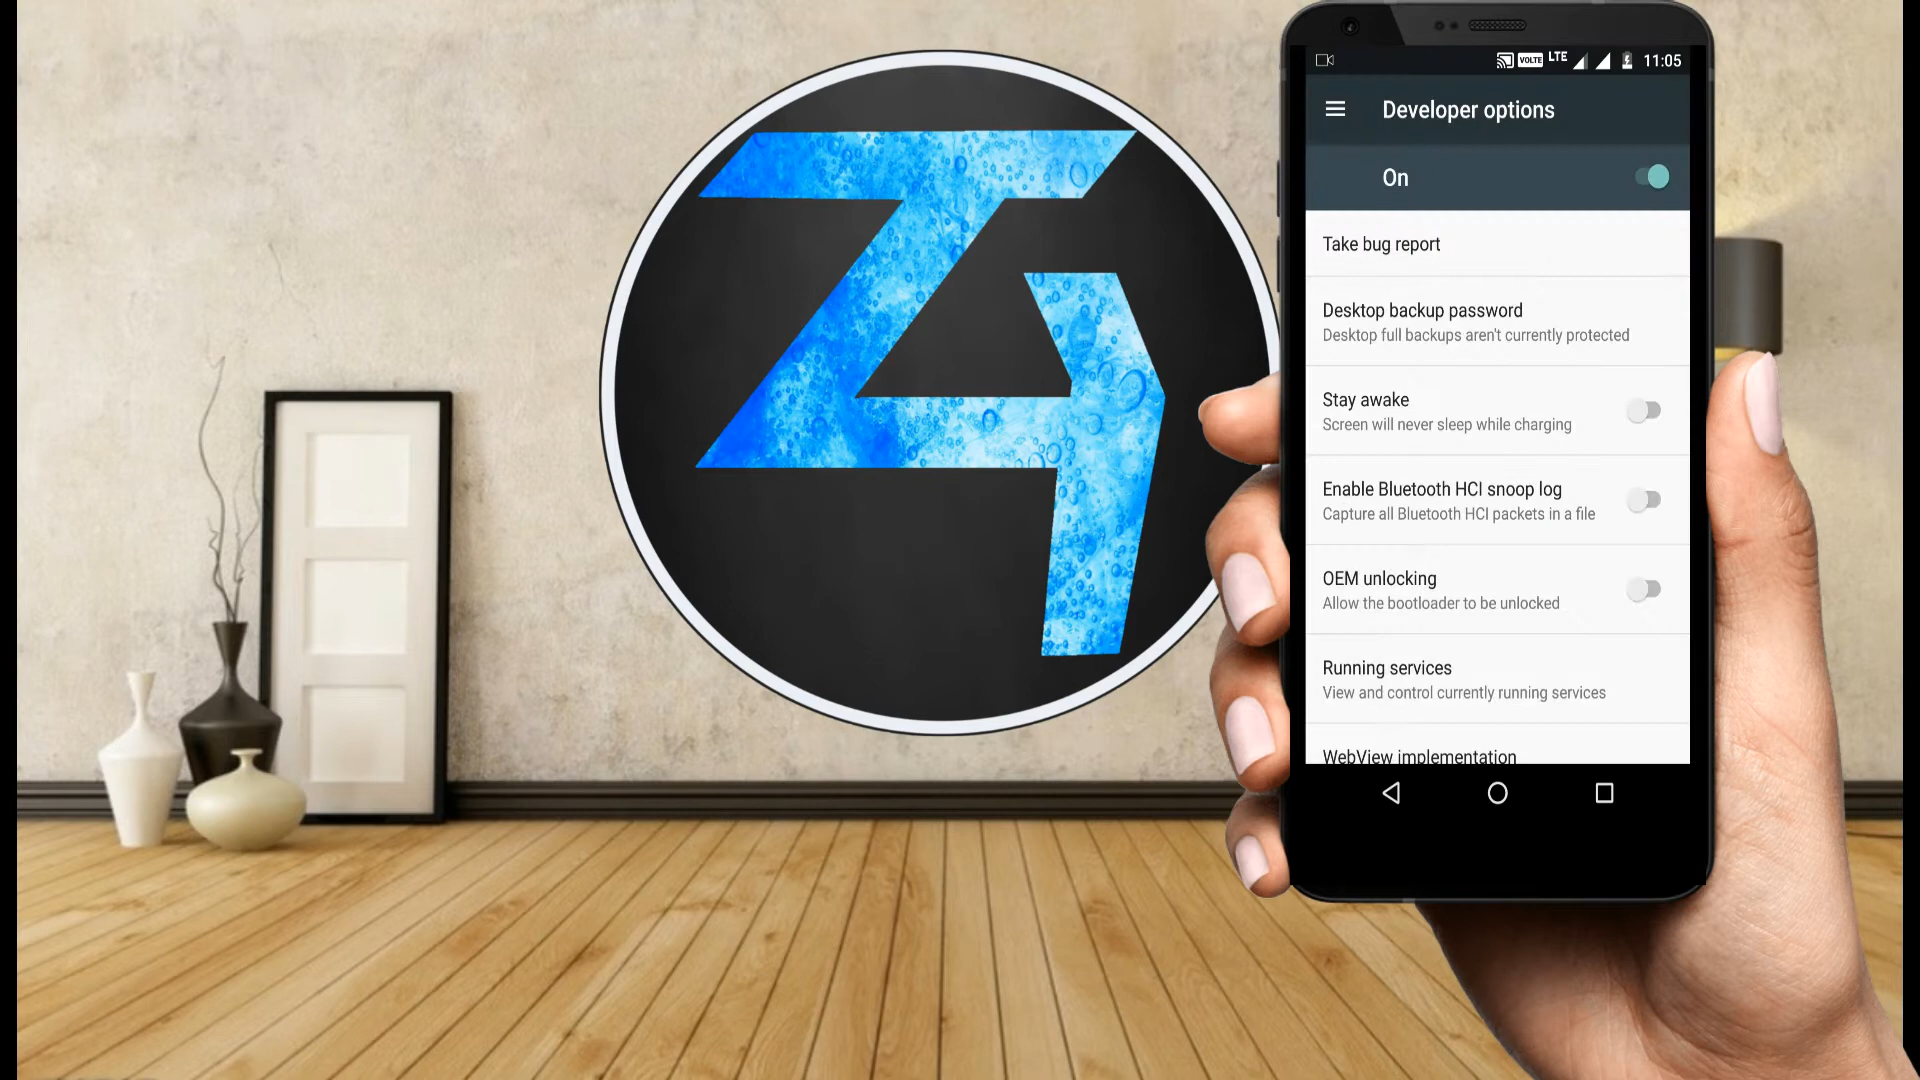 VOLTE LTE 11:05
Developer options
On
Take bug report
Desktop backup password
Desktop full backups aren't currently protected
Stay awake
Screen will never sleep while charging
Enable Bluetooth HCI snoop log
Capture all Bluetooth HCI packets in a file
OEM unlocking
Allow the bootloader to be unlocked
Running services
View and control currently running services
WebView implementation